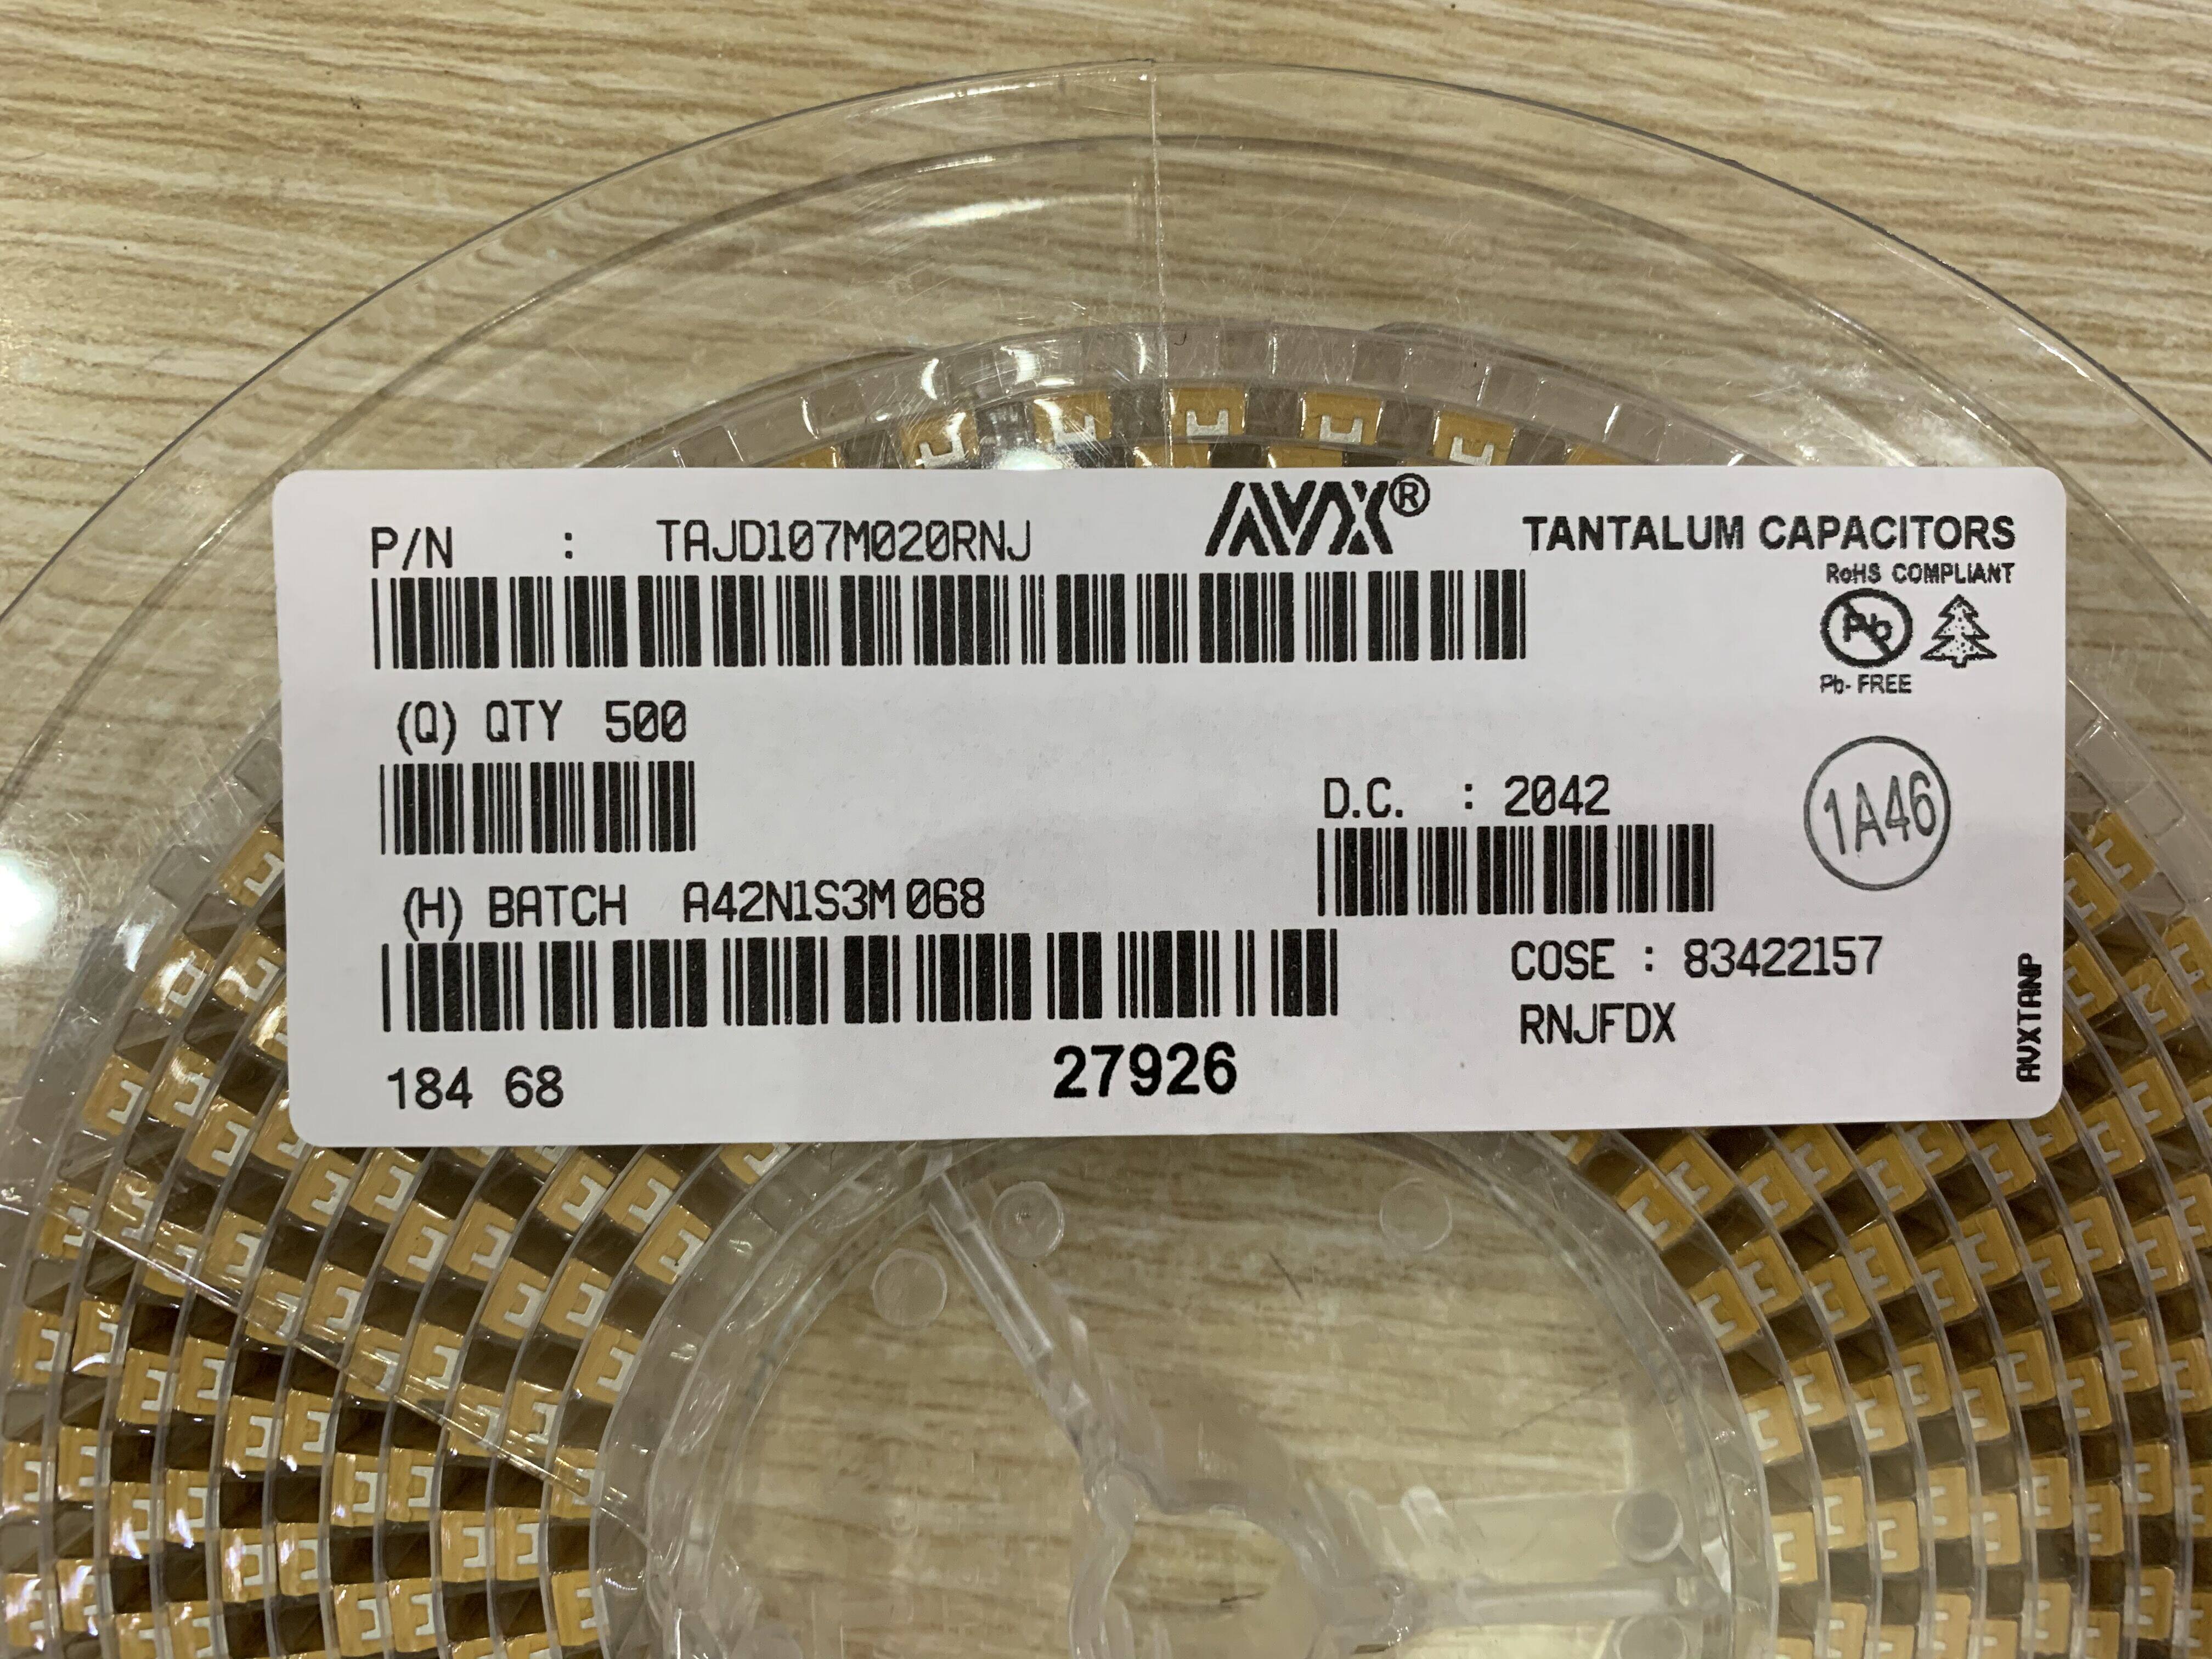 P/N : TAJD107M020RNJ
AVX®
TANTALUM CAPACITORS
RoHS COMPLIANT
Pb
Pb- FREE
(Q) QTY 500
D.C. : 2042
1A46
(H) BATCH A42N1S3M 068
COSE : 83422157
RNJFDX
184 68
27926
AVXTANP